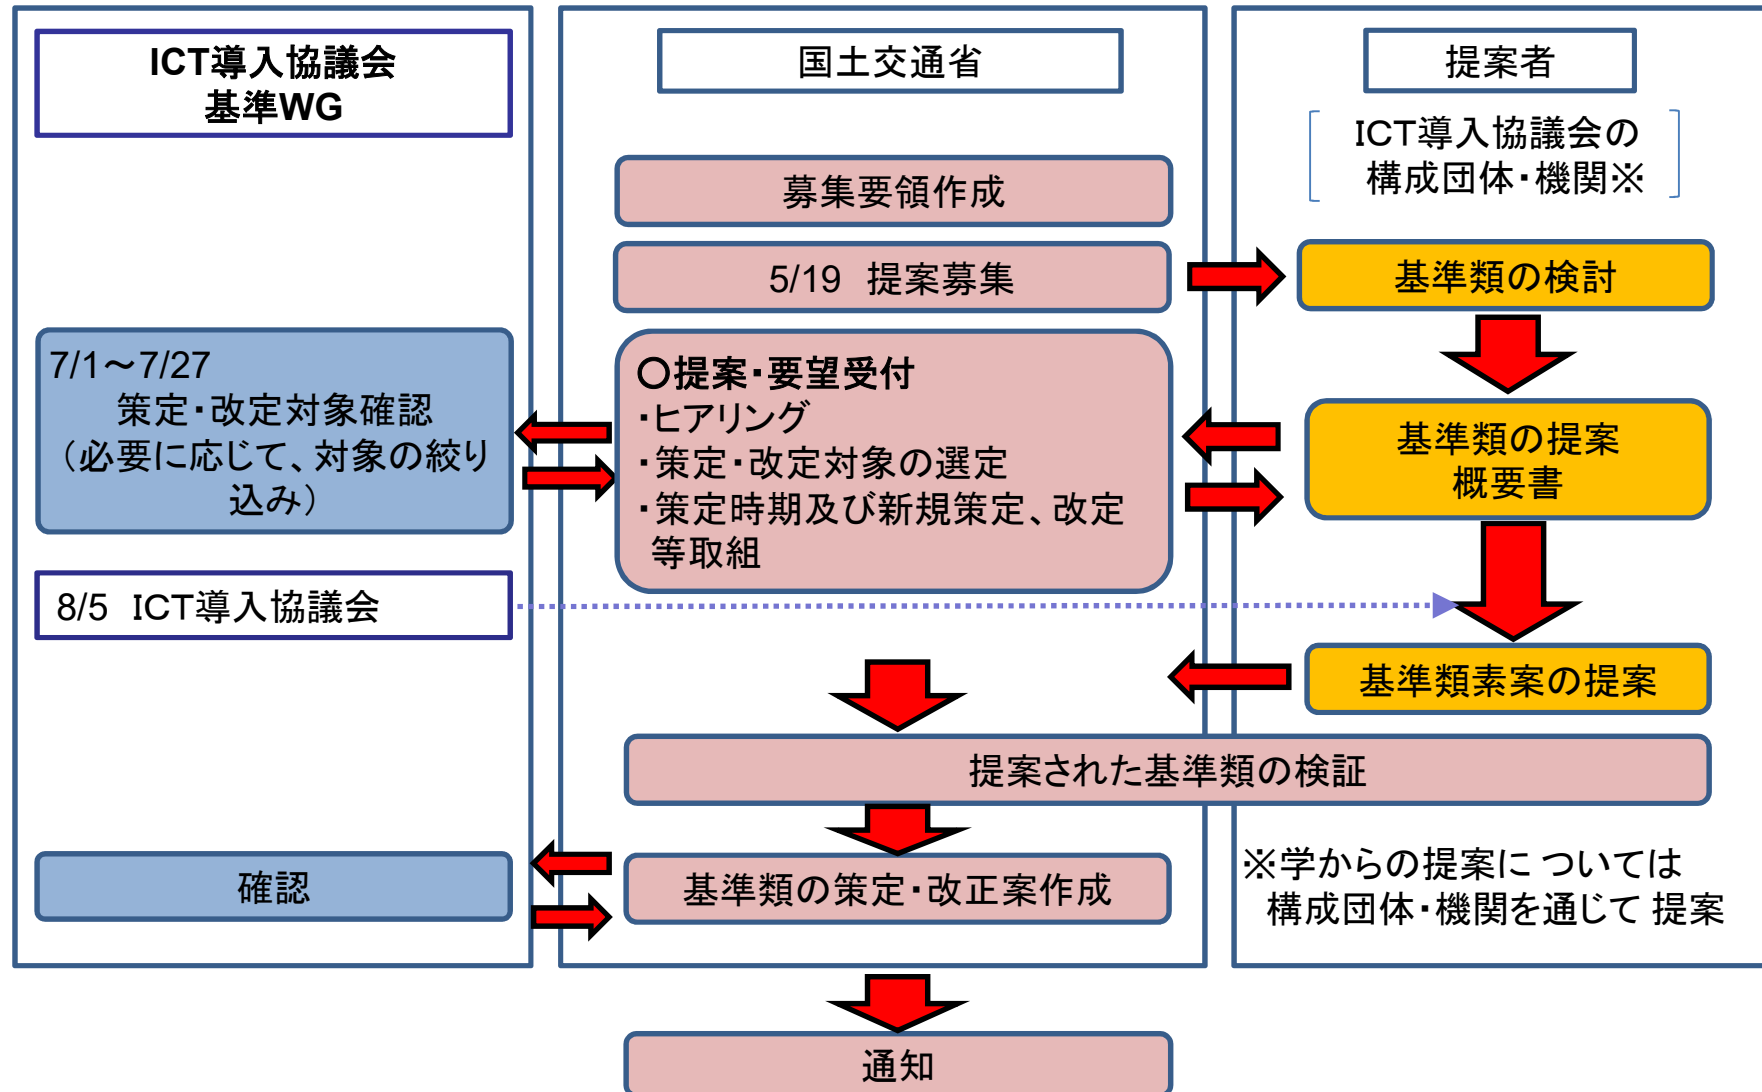 ICT導入協議会
基準WG
7/1～7/27
策定・改定対象確認
（必要に応じて、対象の絞り
込み）
8/5 ICT導入協議会
確認
国土交通省
募集要領作成
5/19 提案募集
〇提案・要望受付
・ヒアリング
・策定・改定対象の選定
・策定時期及び新規策定、改定
等取組
提案者
ICT導入協議会の
構成団体・機関※
基準類の検討
基準類の提案
概要書
基準類素案の提案
提案された基準類の検証
基準類の策定・改正案作成
※学からの提案に ついては
構成団体・機関を通じて 提案
通知